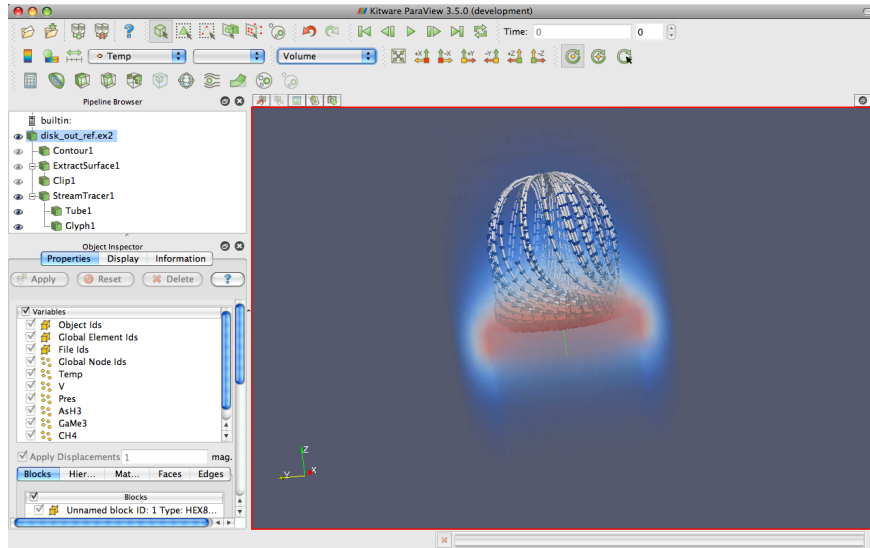 Kitware ParaView 3.5.0 (development)
Time: 0 0
Temp Volume
+X -X +Y -Y +Z -Z
Pipeline Browser
builtin:
disk_out_ref.ex2
Contour1
ExtractSurface1
Clip1
StreamTracer1
Tube1
Glyph1
Object Inspector
Properties Display Information
Apply Reset Delete ?
Variables
Object Ids
Global Element Ids
File Ids
Global Node Ids
Temp
V
Pres
AsH3
GaMe3
CH4
Apply Displacements 1 mag.
Blocks Hier... Mat... Faces Edges
Blocks
Unnamed block ID: 1 Type: HEX8...
Z
Y X